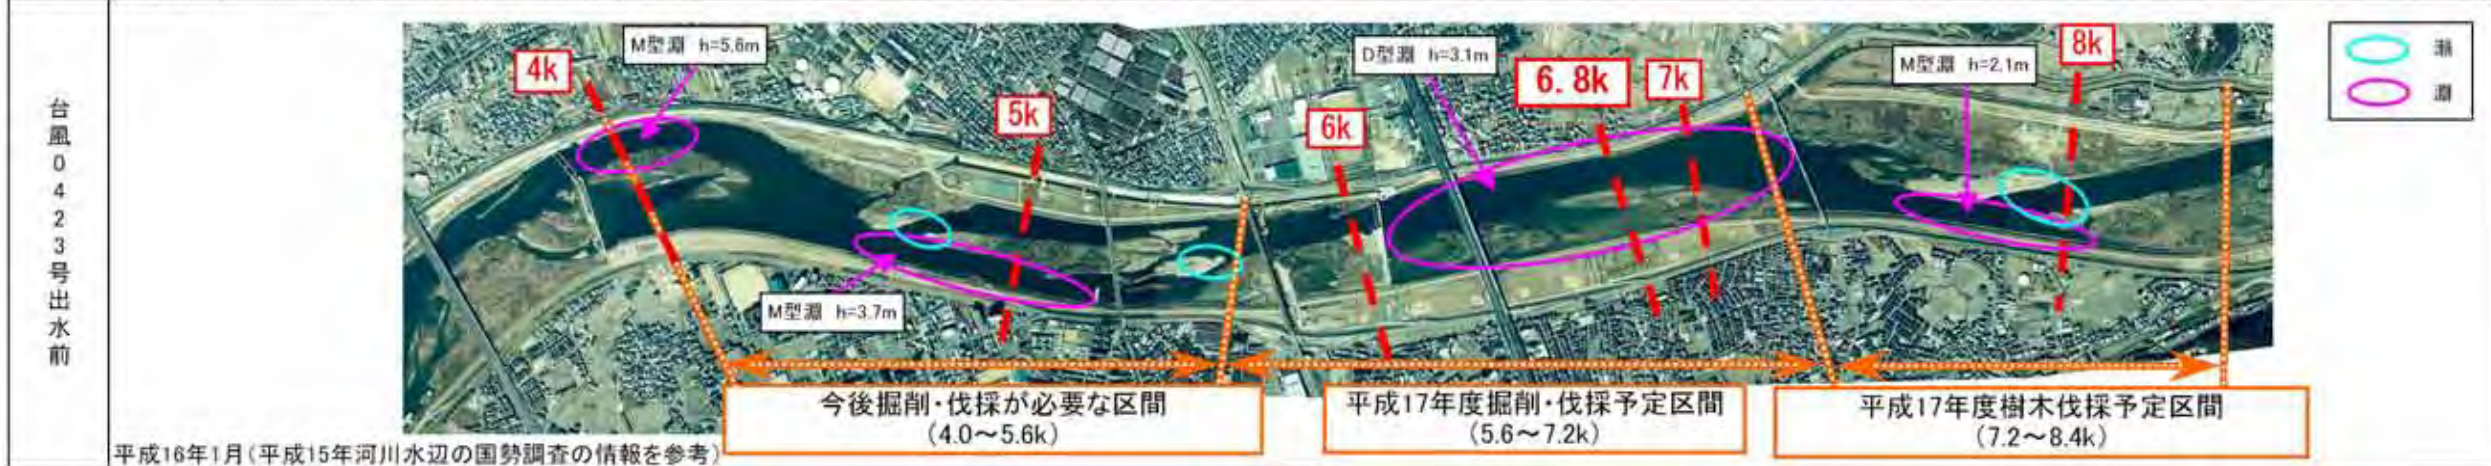 台風0423号出水前
M型淵 h=5.6m
4k
5k
M型淵 h=3.7m
6k
D型淵 h=3.1m
6.8k
7k
M型淵 h=2.1m
8k
瀬
淵
今後掘削・伐採が必要な区間
(4.0～5.6k)
平成17年度掘削・伐採予定区間
(5.6～7.2k)
平成17年度樹木伐採予定区間
(7.2～8.4k)
平成16年1月(平成15年河川水辺の国勢調査の情報を参考)